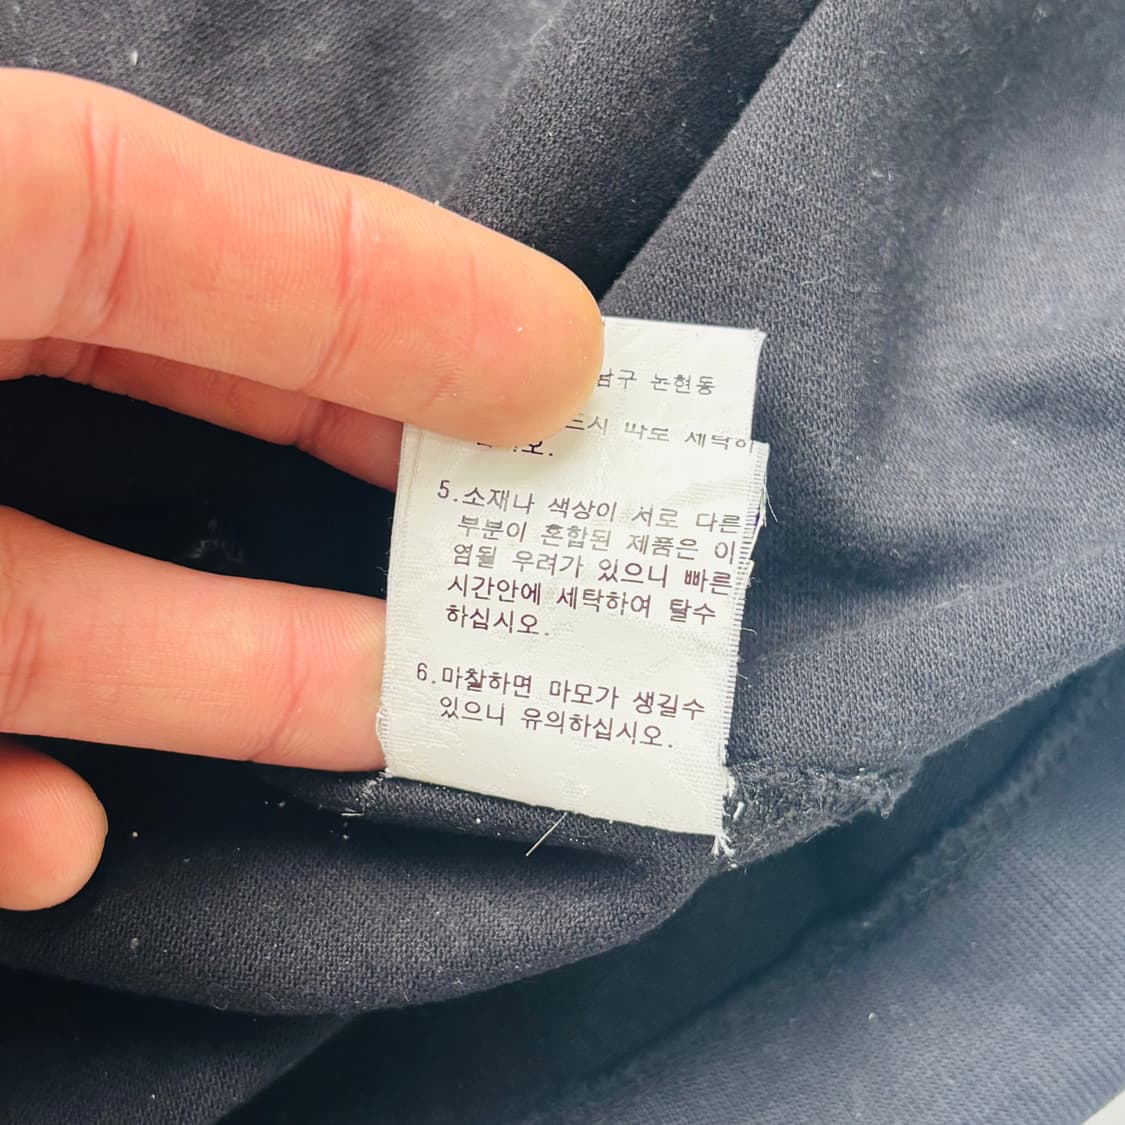 논현동
5.소재나 색상이 서로 다른
부분이 혼합된 제품은 이
염될 우려가 있으니 빠른
시간안에 세탁하여 탈수
하십시오.
6.마찰하면 마모가 생길수
있으니 유의하십시오.